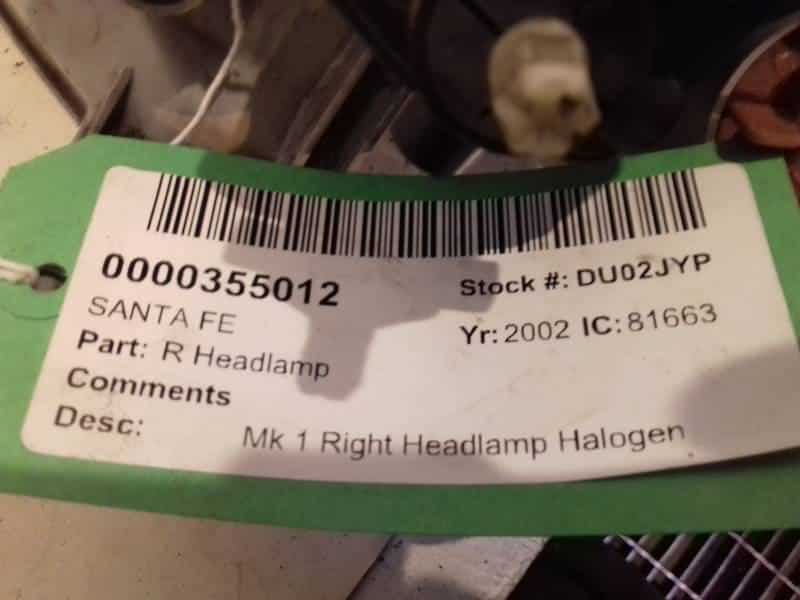 0000355012 Stock #: DU02JYP
SANTA FE Yr: 2002 IC: 81663
Part: R Headlamp
Comments
Desc: Mk 1 Right Headlamp Halogen